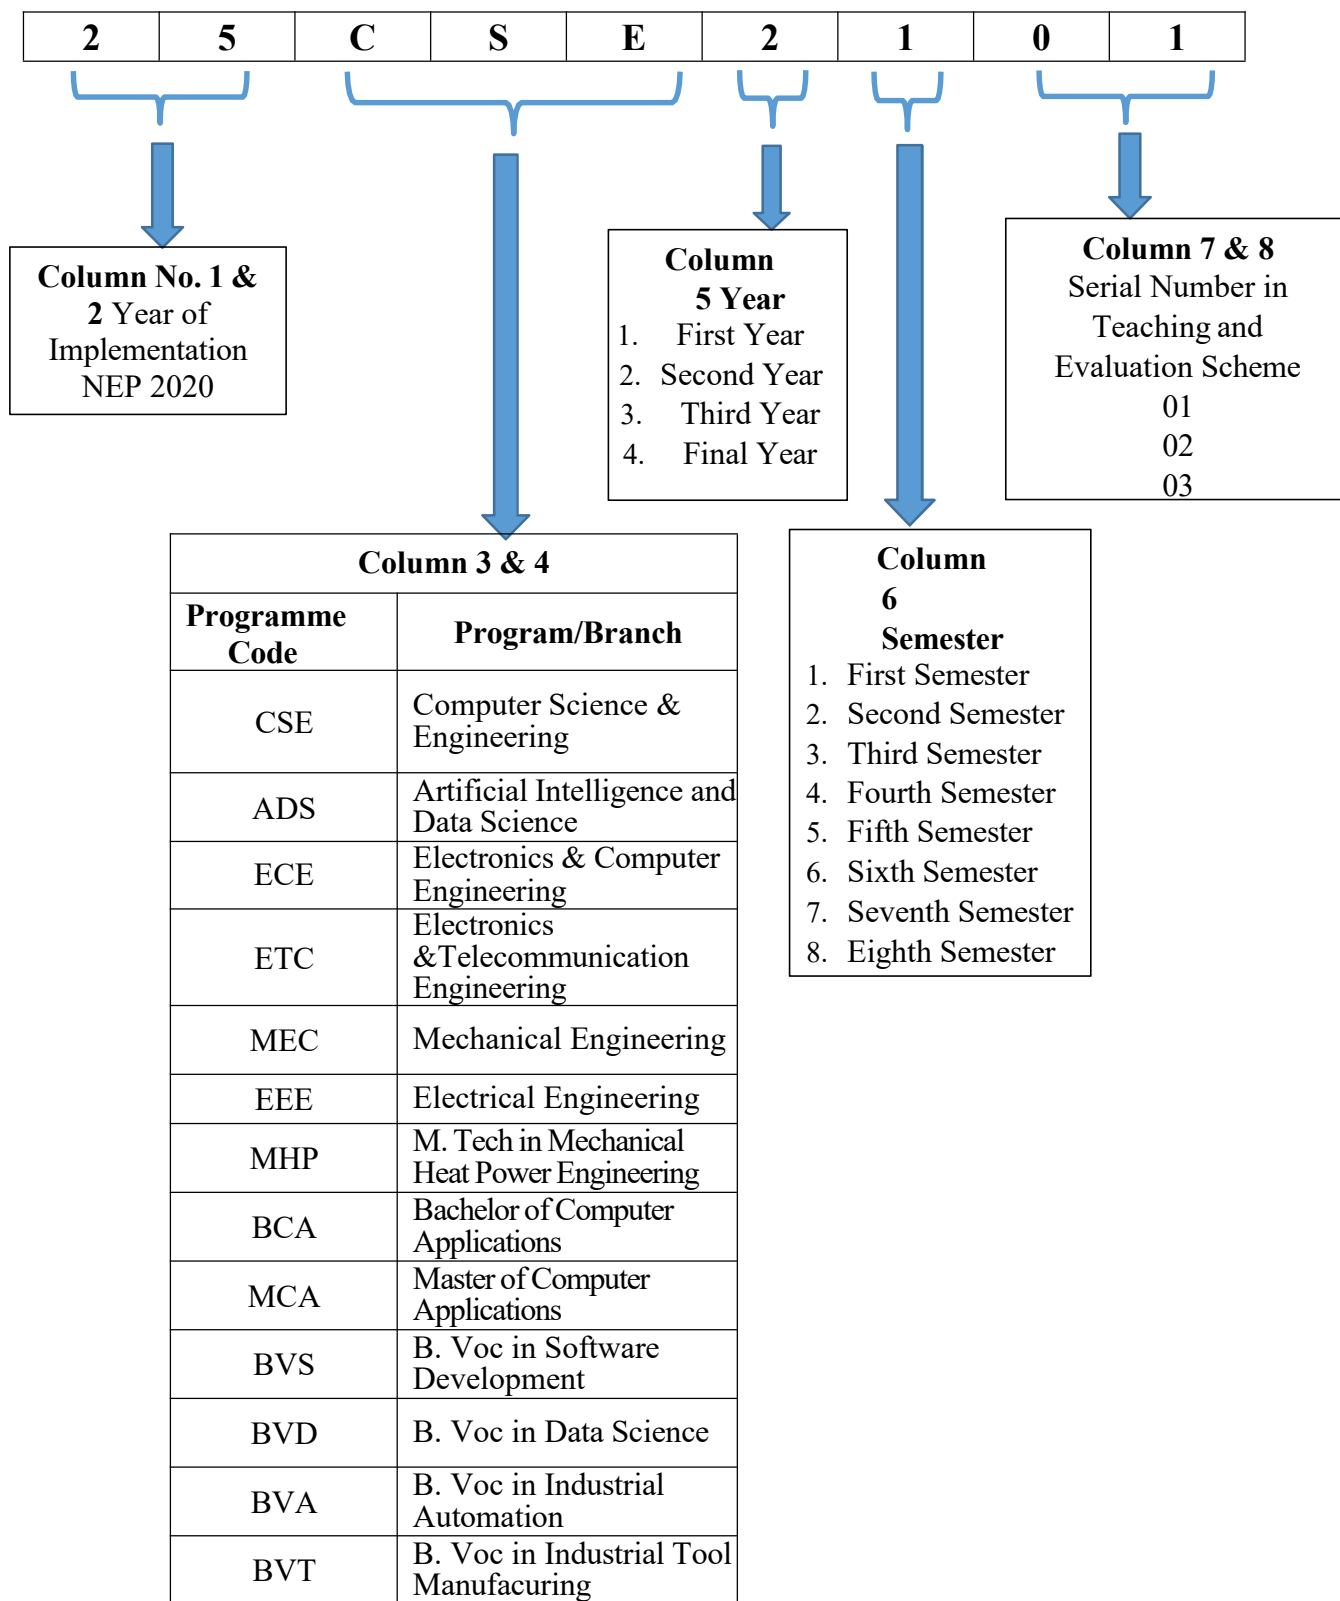 2 5 C S E 2 1 0 1
Column No. 1 &
2 Year of
Implementation
NEP 2020
Column
5 Year
1. First Year
2. Second Year
3. Third Year
4. Final Year
Column 7 & 8
Serial Number in
Teaching and
Evaluation Scheme
01
02
03
Column 3 & 4
Programme
Code
Program/Branch
CSE
Computer Science &
Engineering
ADS
Artificial Intelligence and
Data Science
ECE
Electronics & Computer
Engineering
ETC
Electronics
&Telecommunication
Engineering
MEC
Mechanical Engineering
EEE
Electrical Engineering
MHP
M. Tech in Mechanical
Heat Power Engineering
BCA
Bachelor of Computer
Applications
MCA
Master of Computer
Applications
BVS
B. Voc in Software
Development
BVD
B. Voc in Data Science
BVA
B. Voc in Industrial
Automation
BVT
B. Voc in Industrial Tool
Manufacuring
Column
6
Semester
1. First Semester
2. Second Semester
3. Third Semester
4. Fourth Semester
5. Fifth Semester
6. Sixth Semester
7. Seventh Semester
8. Eighth Semester